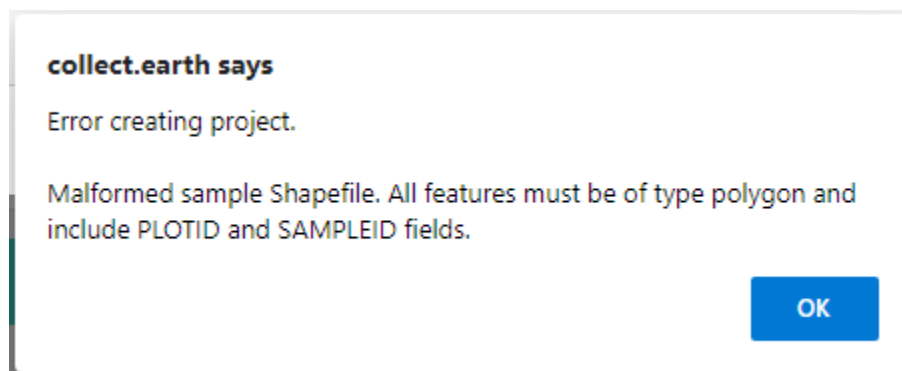 collect.earth says
Error creating project.
Malformed sample Shapefile. All features must be of type polygon and
include PLOTID and SAMPLEID fields.
OK